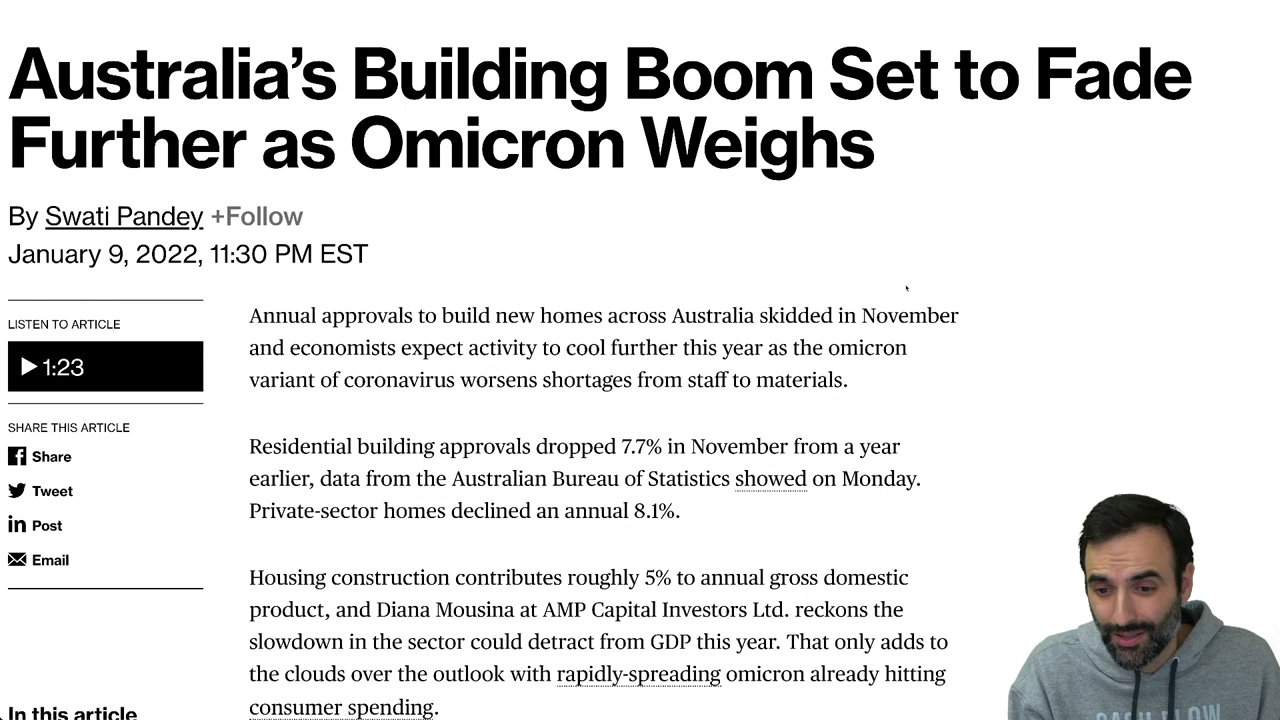 Australia’s Building Boom Set to Fade
Further as Omicron Weighs
By Swati Pandey +Follow
January 9, 2022, 11:30 PM EST
LISTEN TO ARTICLE
1:23
SHARE THIS ARTICLE
Share
Tweet
Post
Email
In this article
Annual approvals to build new homes across Australia skidded in November
and economists expect activity to cool further this year as the omicron
variant of coronavirus worsens shortages from staff to materials.
Residential building approvals dropped 7.7% in November from a year
earlier, data from the Australian Bureau of Statistics showed on Monday.
Private-sector homes declined an annual 8.1%.
Housing construction contributes roughly 5% to annual gross domestic
product, and Diana Mousina at AMP Capital Investors Ltd. reckons the
slowdown in the sector could detract from GDP this year. That only adds to
the clouds over the outlook with rapidly-spreading omicron already hitting
consumer spending.
CASH FLOW